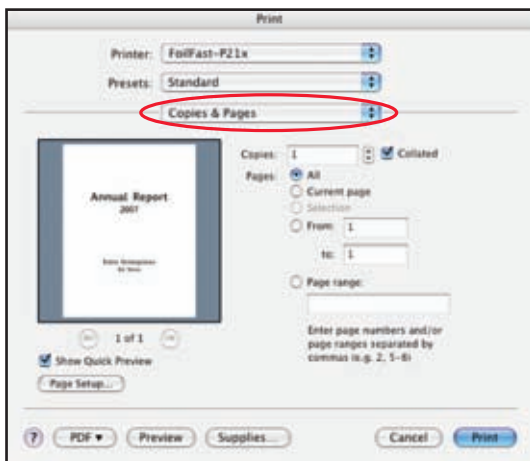 Print
Printer: FoilFast-P21x
Presets: Standard
Copies & Pages
Copies: 1 Collated
Pages: All
Current page
Selection
From: 1
to: 1
Page range:
Enter page numbers and/or
page ranges separated by
commas (e.g. 2, 5-8)
Annual Report
2007
1 of 1
Show Quick Preview
Page Setup...
? PDF Preview Supplies... Cancel Print